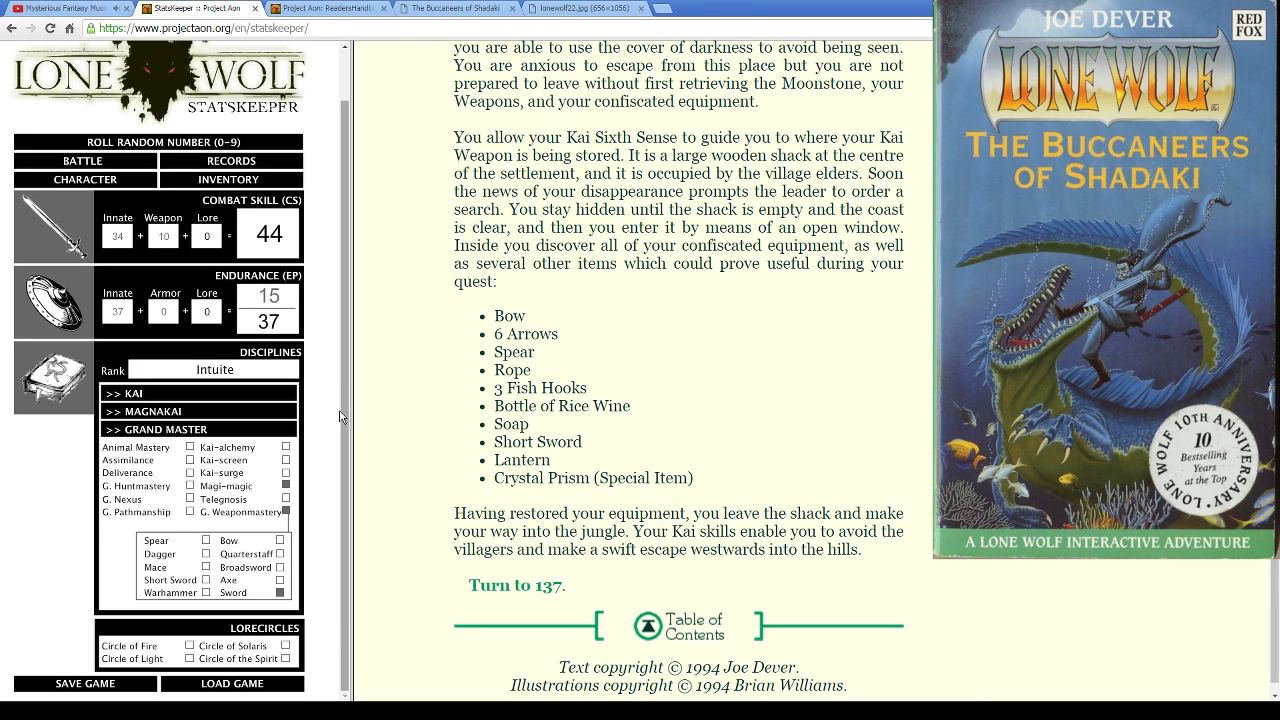 Mysterious Fantasy Musi
StatsKeeper :: Project Aon
Project Aon: ReadersHandb
The Buccaneers of Shadaki
lonewolf22.jpg (656×1056)
https://www.projectaon.org/en/statskeeper/
LONE WOLF
STATSKEEPER
ROLL RANDOM NUMBER (0-9)
BATTLE RECORDS
CHARACTER INVENTORY
COMBAT SKILL (CS)
Innate Weapon Lore
34 + 10 + 0 = 44
ENDURANCE (EP)
Innate Armor Lore
15
37 + 0 + 0 =
37
DISCIPLINES
Rank Intuite
>> KAI
>> MAGNAKAI
>> GRAND MASTER
Animal Mastery Kai-alchemy
Assimilance Kai-screen
Deliverance Kai-surge
G. Huntmastery Magi-magic
G. Nexus Telegnosis
G. Pathmanship G. Weaponmastery
Spear Bow
Dagger Quarterstaff
Mace Broadsword
Short Sword Axe
Warhammer Sword
LORECIRCLES
Circle of Fire Circle of Solaris
Circle of Light Circle of the Spirit
SAVE GAME LOAD GAME
you are able to use the cover of darkness to avoid being seen.
You are anxious to escape from this place but you are not
prepared to leave without first retrieving the Moonstone, your
Weapons, and your confiscated equipment.
You allow your Kai Sixth Sense to guide you to where your Kai
Weapon is being stored. It is a large wooden shack at the centre
of the settlement, and it is occupied by the village elders. Soon
the news of your disappearance prompts the leader to order a
search. You stay hidden until the shack is empty and the coast
is clear, and then you enter it by means of an open window.
Inside you discover all of your confiscated equipment, as well
as several other items which could prove useful during your
quest:
• Bow
• 6 Arrows
• Spear
• Rope
• 3 Fish Hooks
• Bottle of Rice Wine
• Soap
• Short Sword
• Lantern
• Crystal Prism (Special Item)
Having restored your equipment, you leave the shack and make
your way into the jungle. Your Kai skills enable you to avoid the
villagers and make a swift escape westwards into the hills.
Turn to 137.
Table of
Contents
Text copyright © 1994 Joe Dever.
Illustrations copyright © 1994 Brian Williams.
JOE DEVER
RED
FOX
LONE WOLF
THE BUCCANEERS
OF SHADAKI
LONE WOLF 10TH ANNIVERSARY
10
Bestselling
Years
at the Top
A LONE WOLF INTERACTIVE ADVENTURE